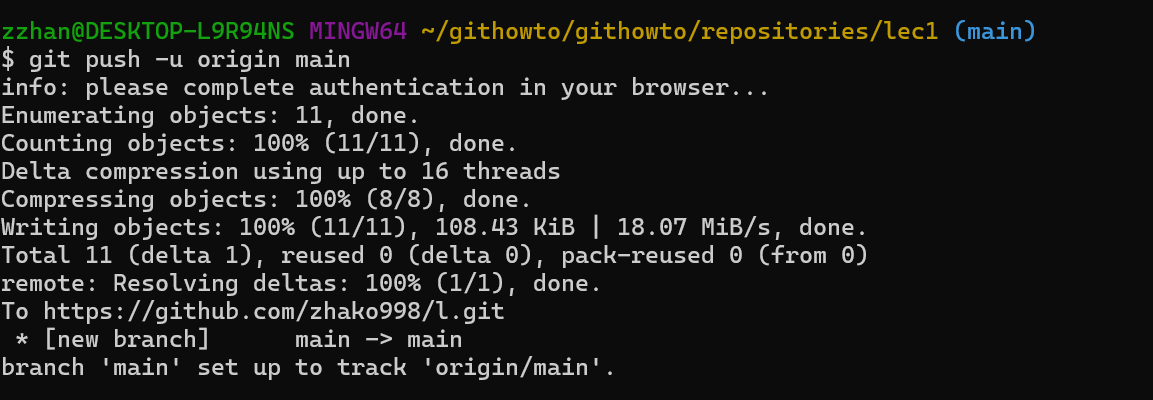 zzhan@DESKTOP-L9R94NS MINGW64 ~/githowto/githowto/repositories/lec1 (main)
$ git push -u origin main
info: please complete authentication in your browser...
Enumerating objects: 11, done.
Counting objects: 100% (11/11), done.
Delta compression using up to 16 threads
Compressing objects: 100% (8/8), done.
Writing objects: 100% (11/11), 108.43 KiB | 18.07 MiB/s, done.
Total 11 (delta 1), reused 0 (delta 0), pack-reused 0 (from 0)
remote: Resolving deltas: 100% (1/1), done.
To https://github.com/zhako998/l.git
 * [new branch]      main -> main
branch 'main' set up to track 'origin/main'.